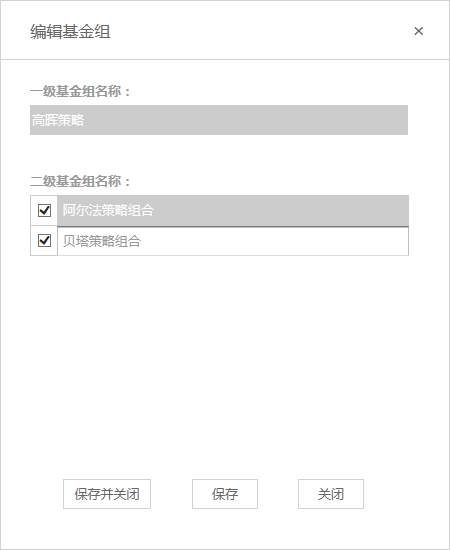 编辑基金组
×
一级基金组名称：
高晖策略
二级基金组名称：
阿尔法策略组合
贝塔策略组合
保存并关闭 保存 关闭